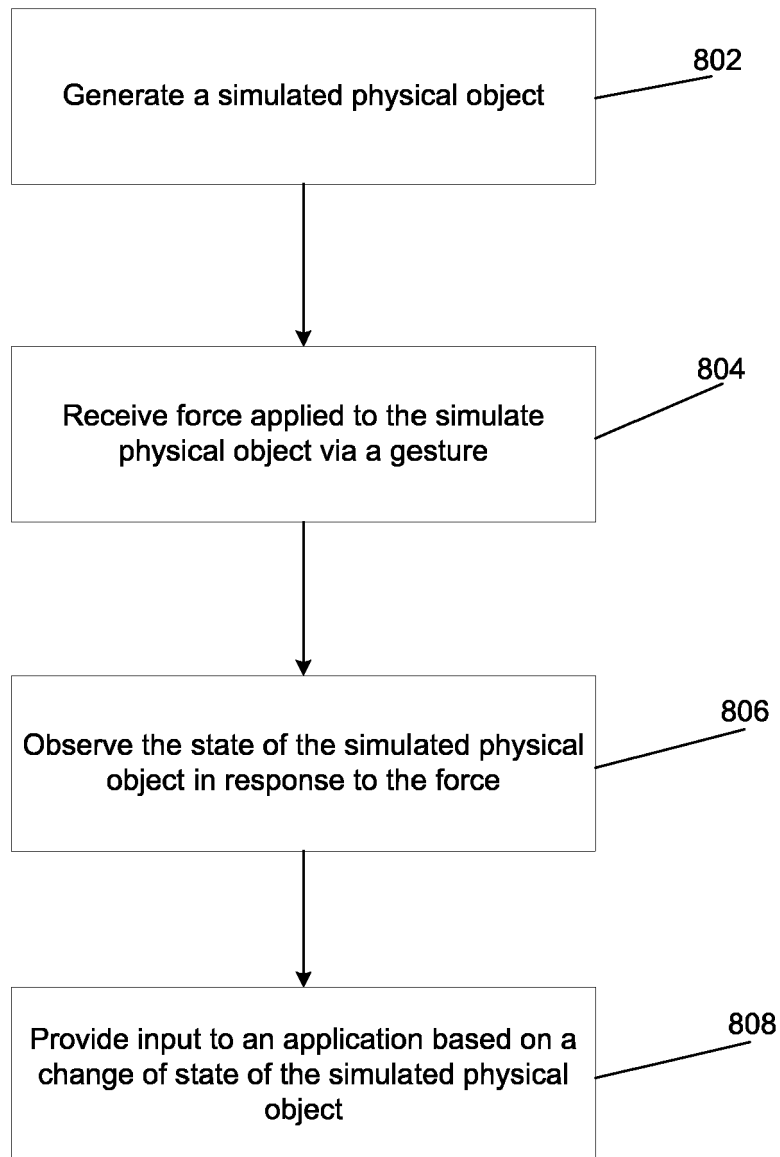 Generate a simulated physical object
802
Receive force applied to the simulate
physical object via a gesture
804
Observe the state of the simulated physical
object in response to the force
806
Provide input to an application based on a
change of state of the simulated physical
object
808